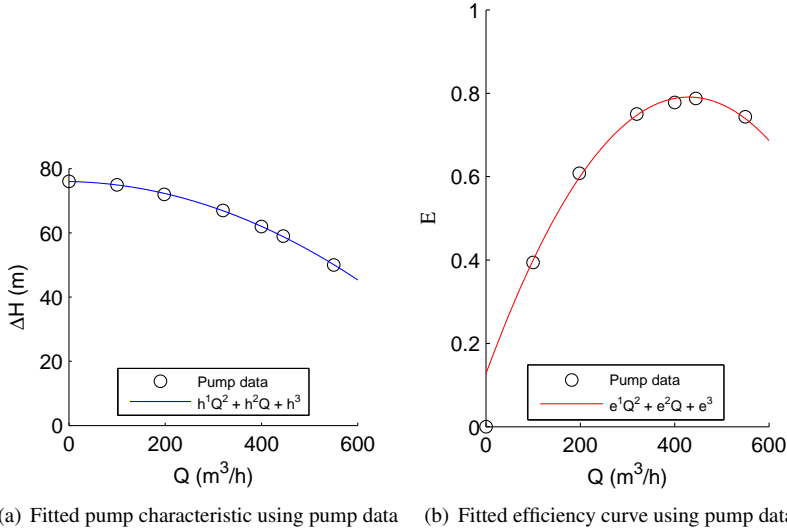 80
60
40
20
0
ΔH (m)
0 200 400 600
Q (m³/h)
Pump data
h¹Q² + h²Q + h³
(a) Fitted pump characteristic using pump data
1
0.8
0.6
0.4
0.2
0
E
0 200 400 600
Q (m³/h)
Pump data
e¹Q² + e²Q + e³
(b) Fitted efficiency curve using pump data